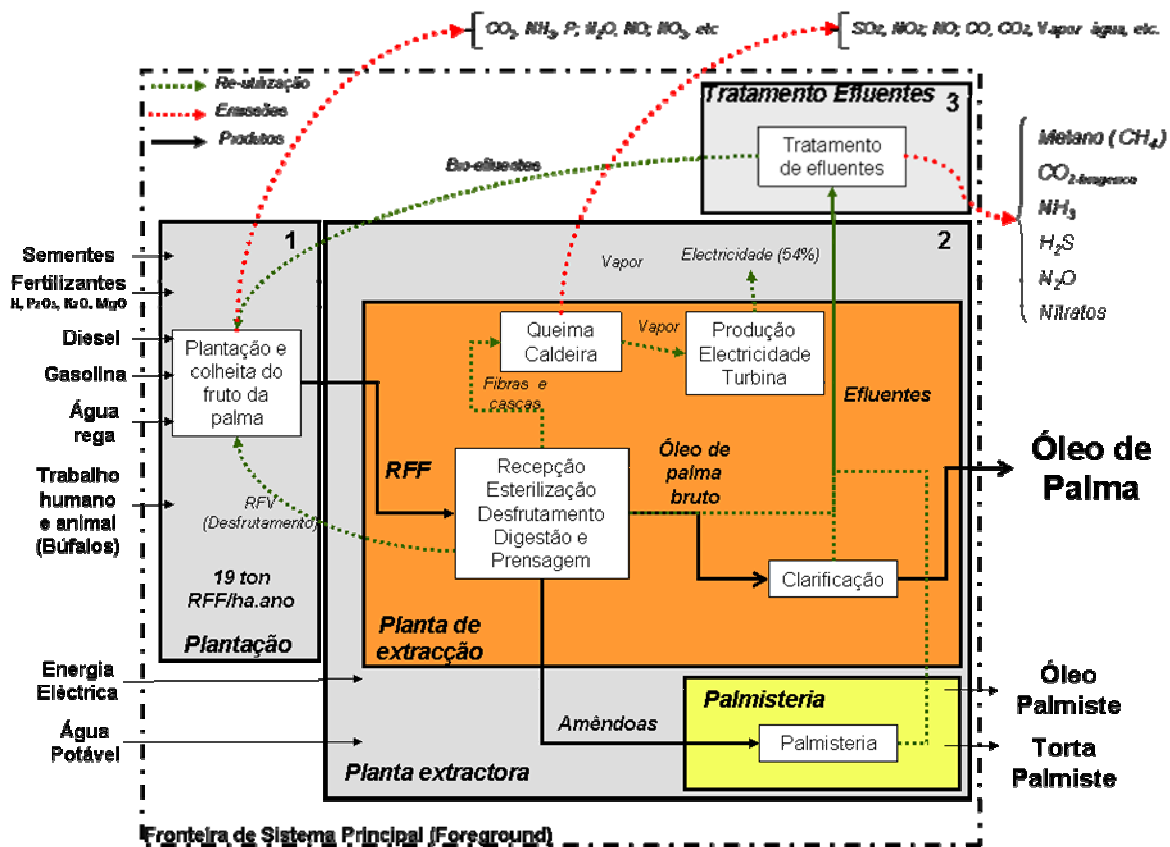 CO₂, NH₃, P; N₂O, NO; NO₃, etc
SO₂, NO₂; NO; CO, CO₂, Vapor água, etc.
Re-utilização
Emissões
Produtos
Tratamento Efluentes
3
Tratamento
de efluentes
Bio-efluentes
Metano (CH₄)
NH₃
H₂S
N₂O
Nitratos
1
2
Sementes
Fertilizantes
N, P₂O₅, K₂O, MgO
Diesel
Gasolina
Água
rega
Trabalho
humano
e animal
(Búfalos)
Plantação e
colheita do
fruto da
palma
RFV
(Desfrutamento)
19 ton
RFF/ha.ano
Plantação
Vapor
Electricidade (54%)
Queima
Caldeira
Vapor
Produção
Electricidade
Turbina
Fibras e
cascas
Efluentes
RFF
Recepção
Esterilização
Desfrutamento
Digestão e
Prensagem
Óleo de
palma
bruto
Clarificação
Óleo de
Palma
Planta de
extracção
Energia
Eléctrica
Água
Potável
Amêndoas
Planta extractora
Palmisteria
Palmisteria
Óleo
Palmiste
Torta
Palmiste
Fronteira de Sistema Principal (Foreground)